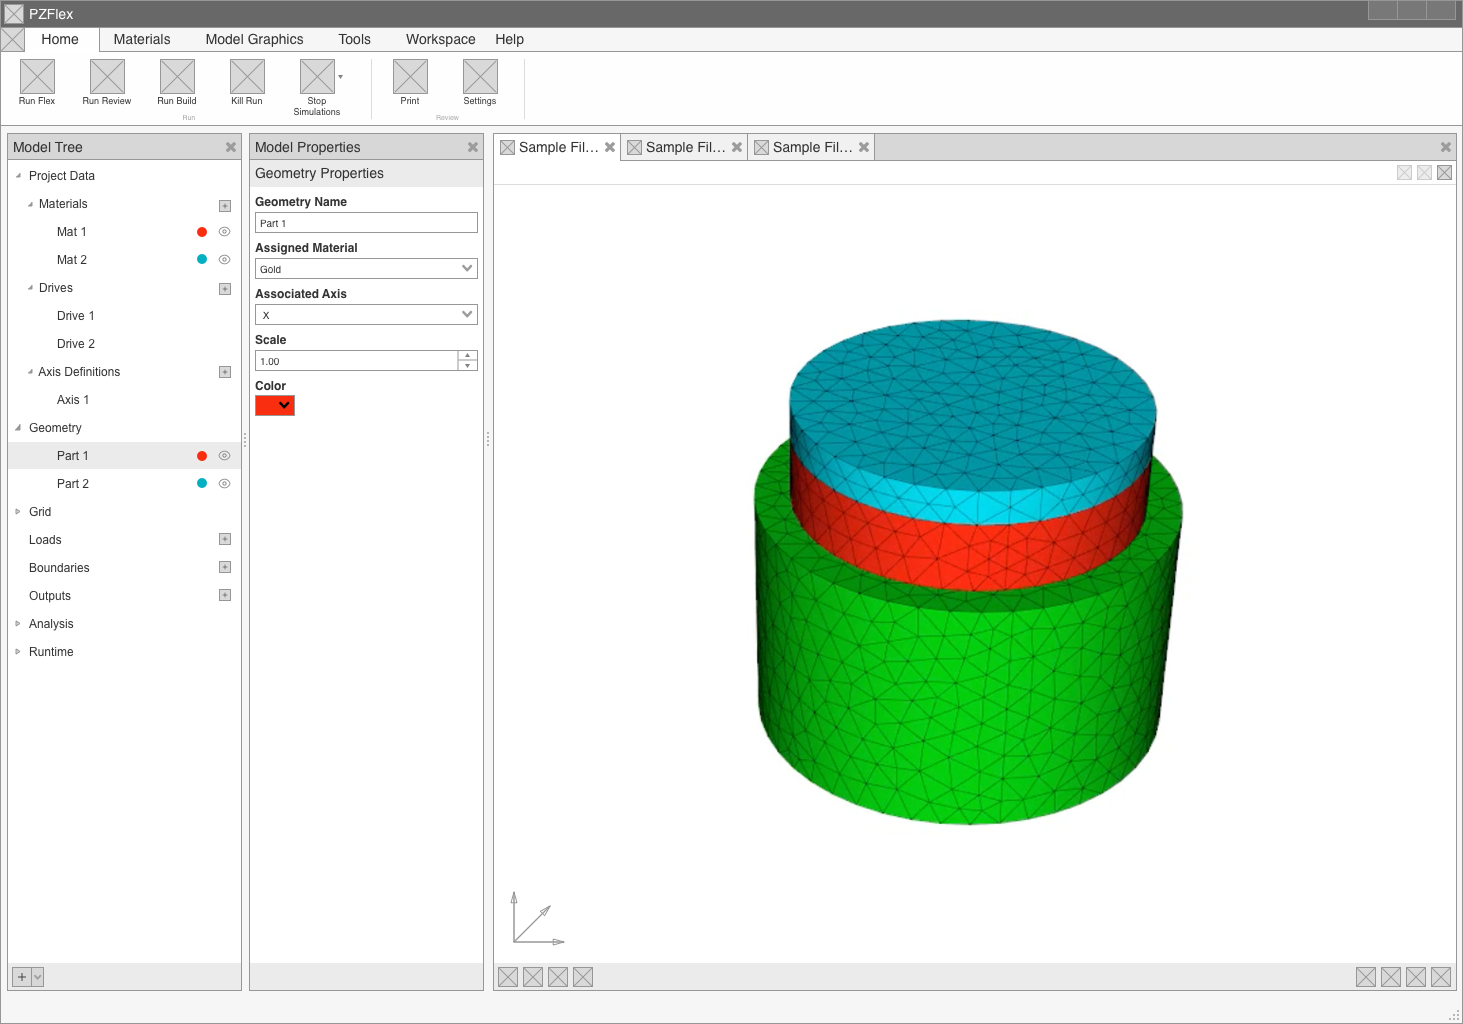 PZFlex
Home Materials Model Graphics Tools Workspace Help
Run Flex Run Review Run Build Kill Run Stop Simulations Print Settings
Run Review
Model Tree
Project Data
Materials
Mat 1
Mat 2
Drives
Drive 1
Drive 2
Axis Definitions
Axis 1
Geometry
Part 1
Part 2
Grid
Loads
Boundaries
Outputs
Analysis
Runtime
Model Properties
Geometry Properties
Geometry Name
Part 1
Assigned Material
Gold
Associated Axis
X
Scale
1.00
Color
Sample Fil... Sample Fil... Sample Fil...